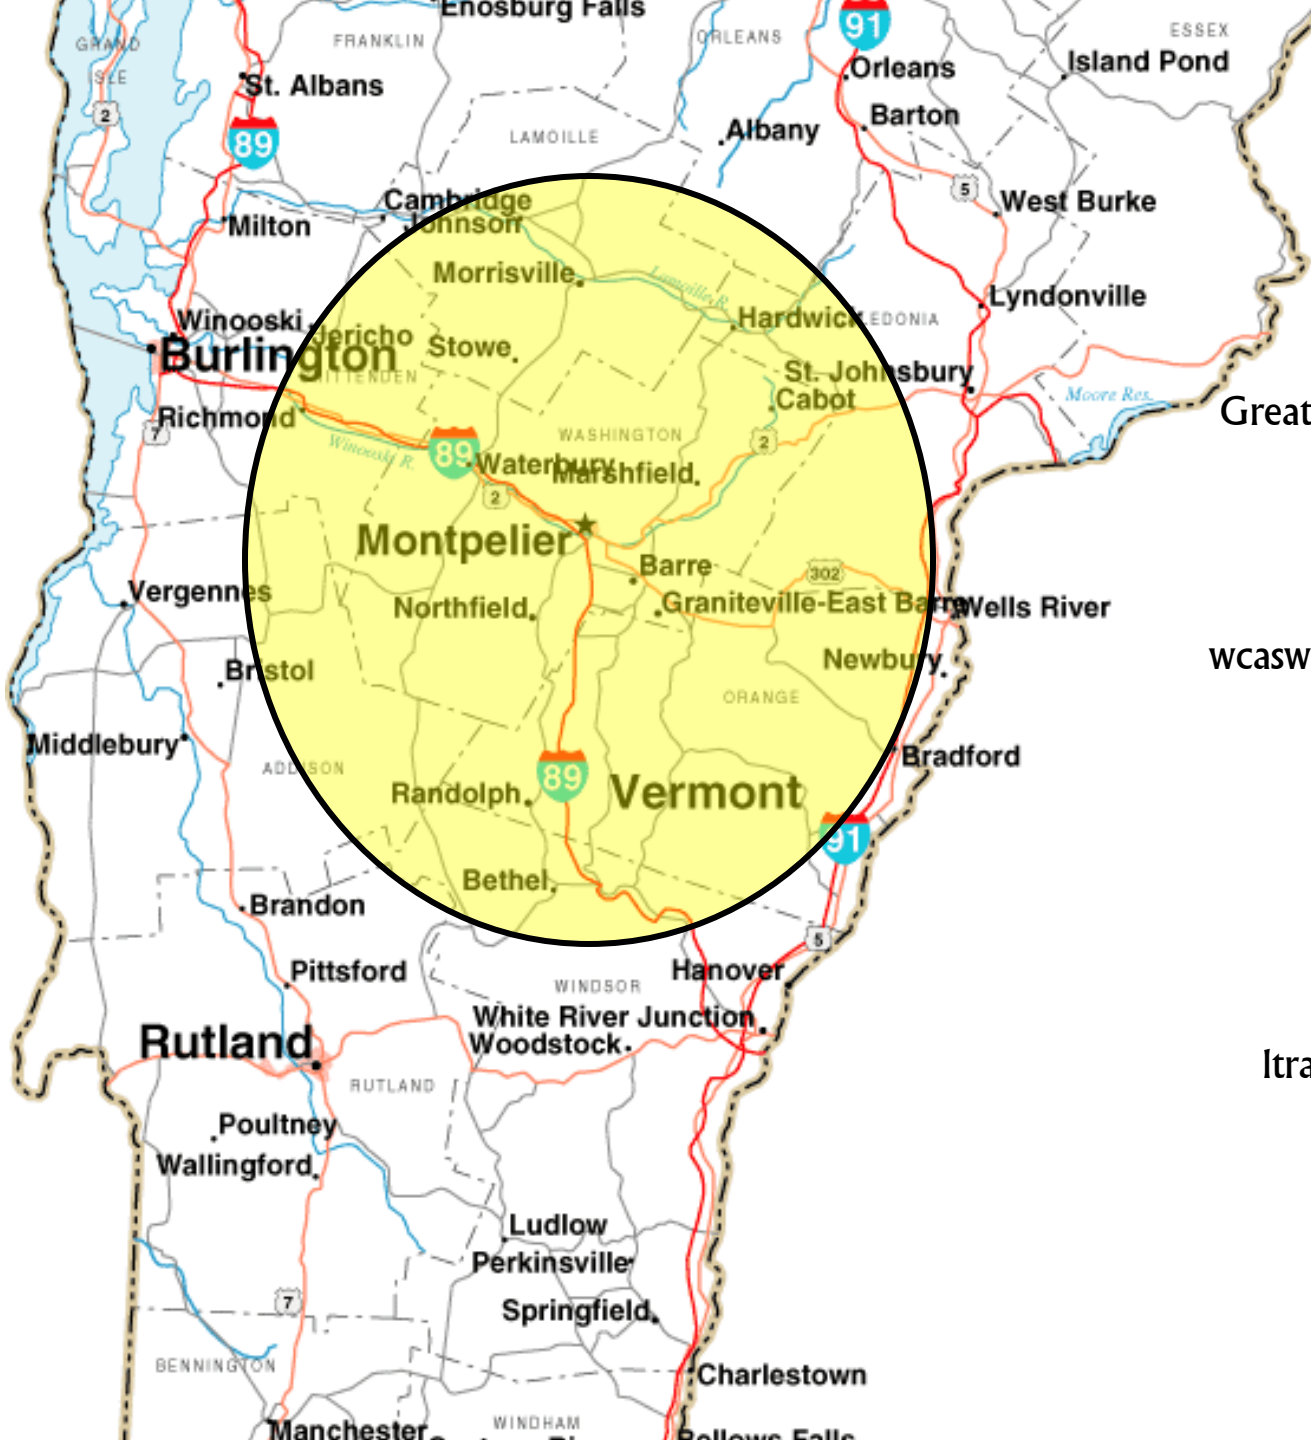 Enosburg Falls
GRAND
ISLE
FRANKLIN
ORLEANS
91
ESSEX
Island Pond
Orleans
St. Albans
2
Barton
89
LAMOILLE
Albany
5
West Burke
Cambridge
Johnson
Milton
Morrisville
Lamoille R.
Lyndonville
Winooski
Jericho
Hardwick
LEDONIA
Burlington
Stowe
ITTENDEN
St. Johnsbury
Cabot
Moore Res.
Great
Richmond
7
Winooski R.
89
WASHINGTON
2
Waterbury
Marshfield
2
Montpelier
Barre
302
Vergennes
Northfield
Graniteville-East Barre
Wells River
Bristol
Newbury
wcasw
ORANGE
Middlebury
Bradford
ADDISON
89
Randolph
Vermont
91
Bethel
Brandon
5
Pittsford
Hanover
WINDSOR
White River Junction
Rutland
Woodstock
ltra
RUTLAND
Poultney
Wallingford
Ludlow
Perkinsville
7
Springfield
BENNINGTON
Charlestown
Manchester
WINDHAM
Bellows Falls